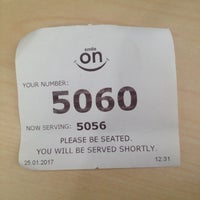 smile
on
YOUR NUMBER:
5060
NOW SERVING: 5056
PLEASE BE SEATED.
YOU WILL BE SERVED SHORTLY.
25.01.2017 12:31